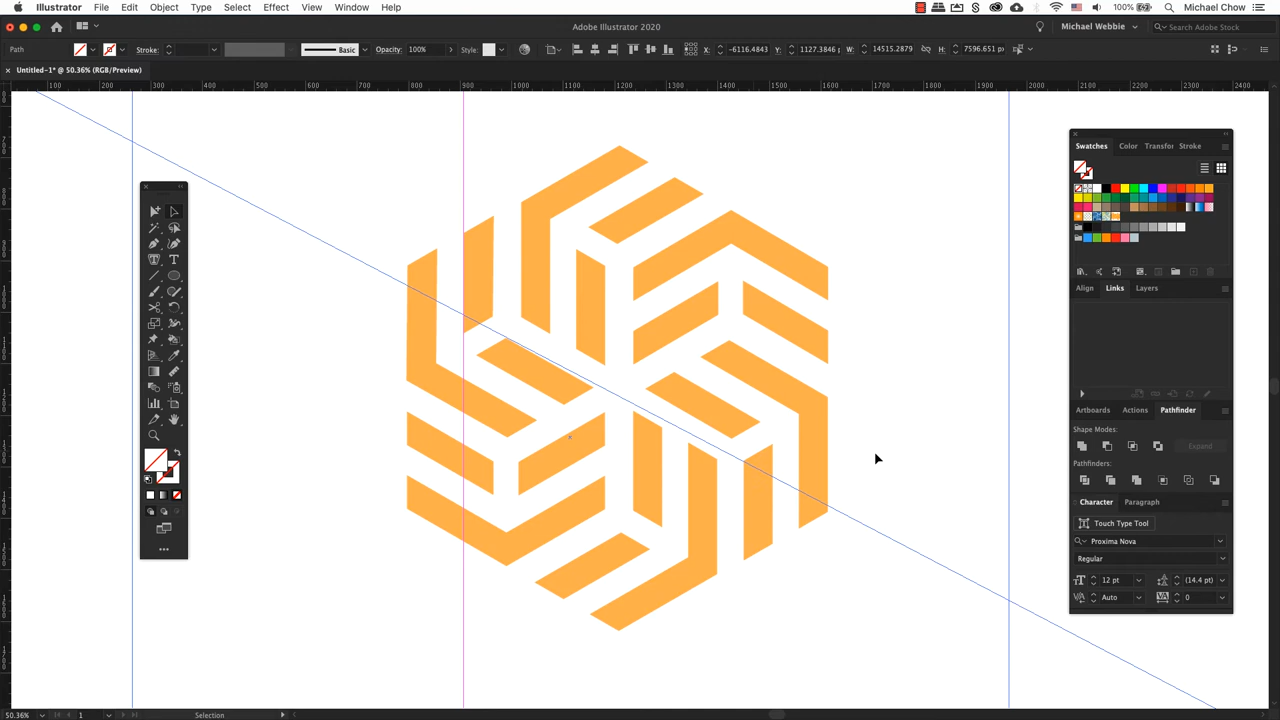 Illustrator File Edit Object Type Select Effect View Window Help 100% Michael Chow
Adobe Illustrator 2020 Michael Webbie Search Adobe Help
Path Stroke: Basic Opacity: 100% Style: X: -6116.4843 Y: 1127.3846 p W: 14515.2879 H: 7596.651 p
Untitled-1* @ 50.36% (RGB/Preview)
100 200 300 400 500 600 700 800 900 1000 1100 1200 1300 1400 1500 1600 1700 1800 1900 2000 2100 2200 2300 2400
Swatches Color Transfor Stroke
Align Links Layers
Artboards Actions Pathfinder
Shape Modes:
Expand
Pathfinders:
Character Paragraph
Touch Type Tool
Proxima Nova
Regular
12 pt (14.4 pt)
Auto 0
50.36% 1 Selection